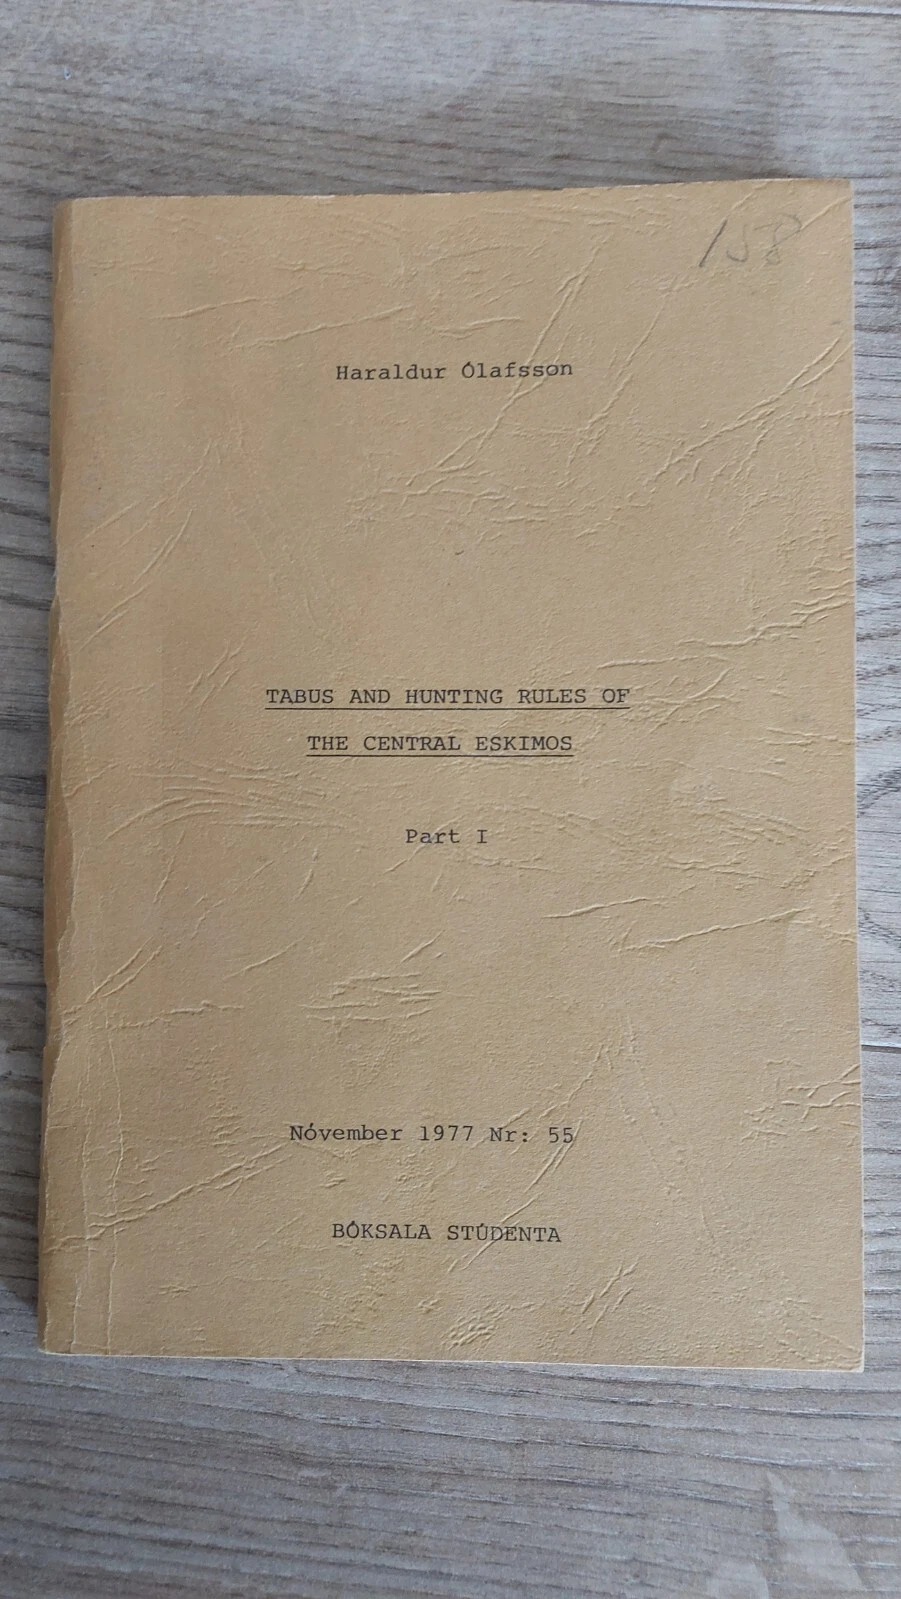 158
Haraldur Ólafsson
TABUS AND HUNTING RULES OF
THE CENTRAL ESKIMOS
Part I
Nóvember 1977 Nr: 55
BÓKSALA STÚDENTA